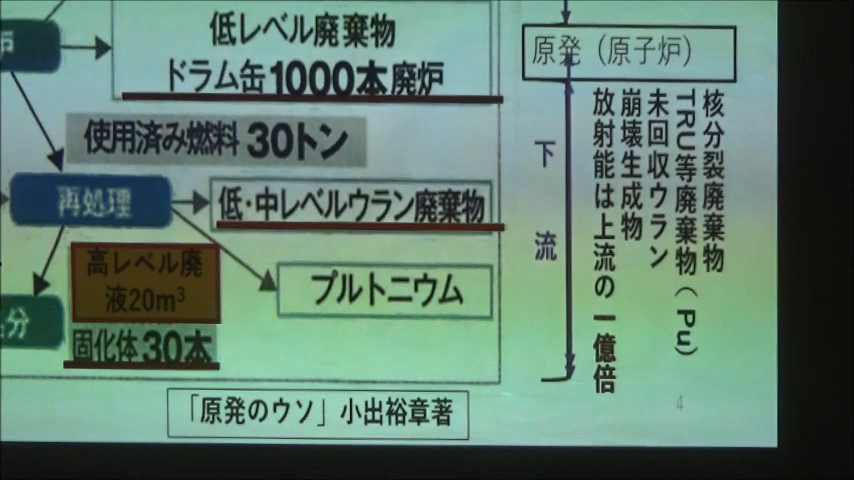 炉
低レベル廃棄物
ドラム缶1000本廃炉
使用済み燃料 30トン
再処理
低・中レベルウラン廃棄物
高レベル廃
液20m³
プルトニウム
分
固化体30本
「原発のウソ」小出裕章著
原発（原子炉）
下流
核分裂廃棄物
TRU等廃棄物（Pu）
未回収ウラン
崩壊生成物
放射能は上流の一億倍
4